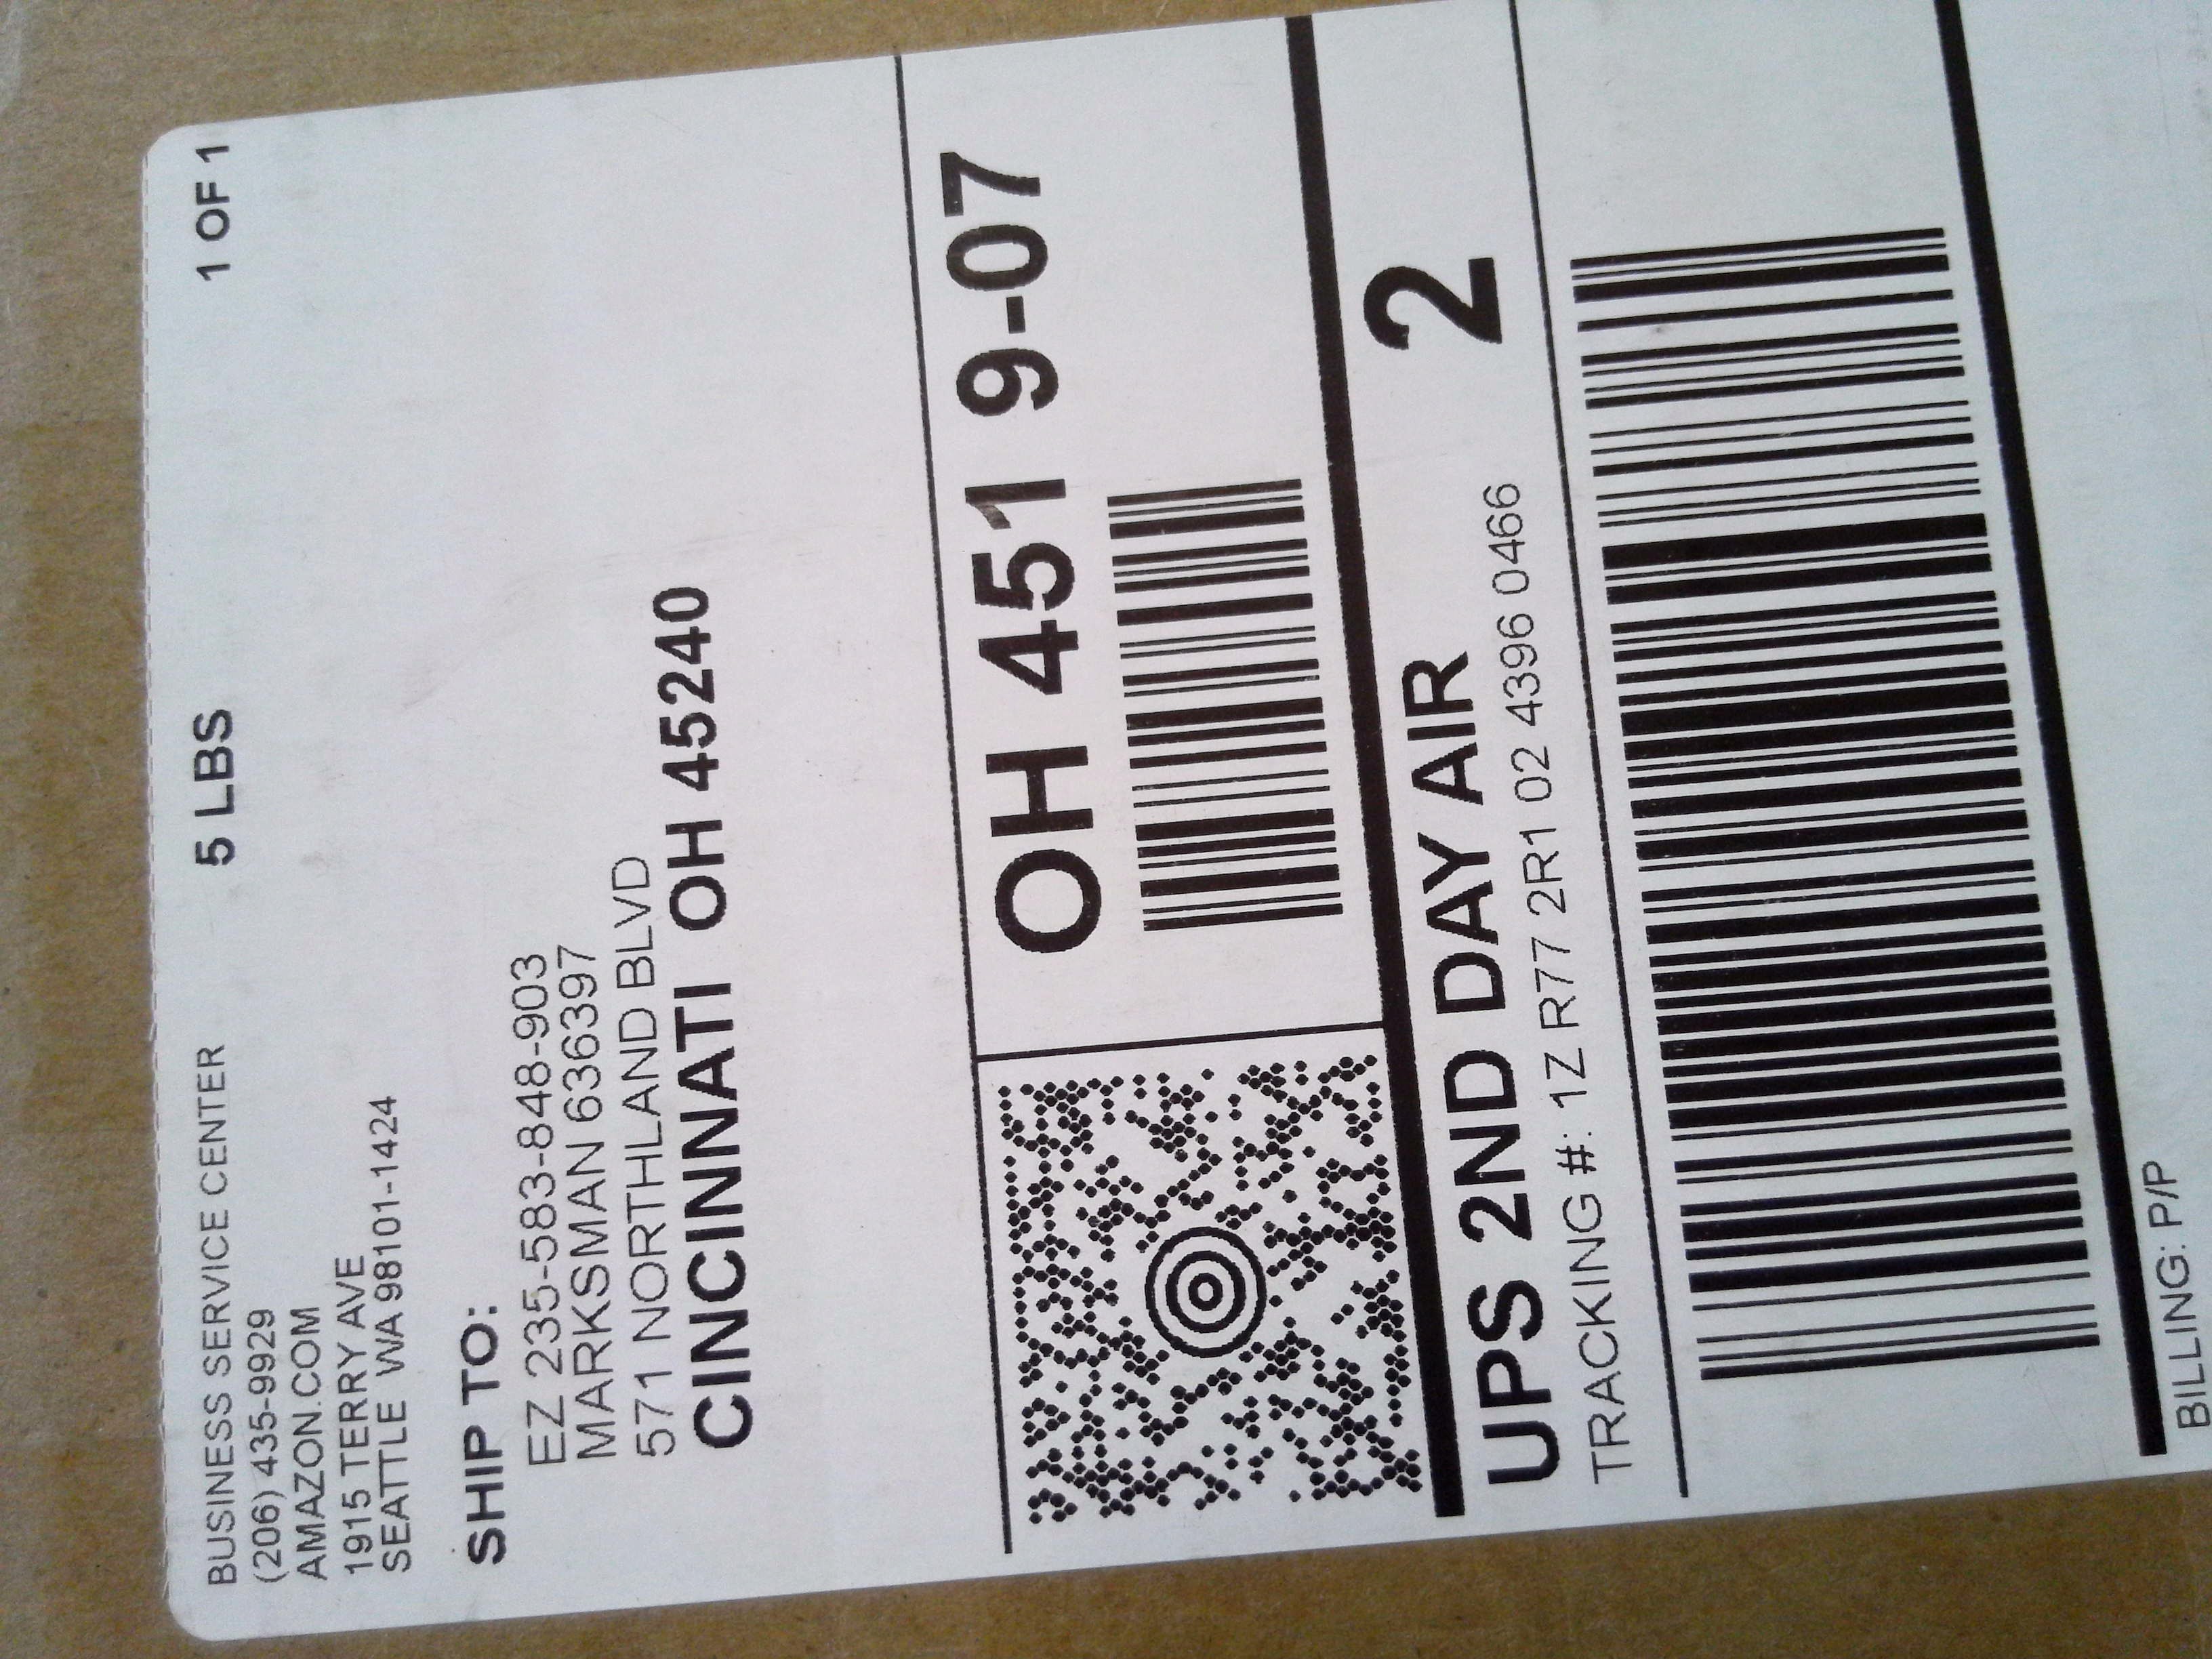 BUSINESS SERVICE CENTER 5 LBS 1 OF 1
(206) 435-9929
AMAZON.COM
1915 TERRY AVE
SEATTLE WA 98101-1424
SHIP TO:
EZ 235-583-848-903
MARKSMAN 636397
571 NORTHLAND BLVD
CINCINNATI OH 45240
OH 451 9-07
UPS 2ND DAY AIR 2
TRACKING #: 1Z R77 2R1 02 4396 0466
BILLING: P/P